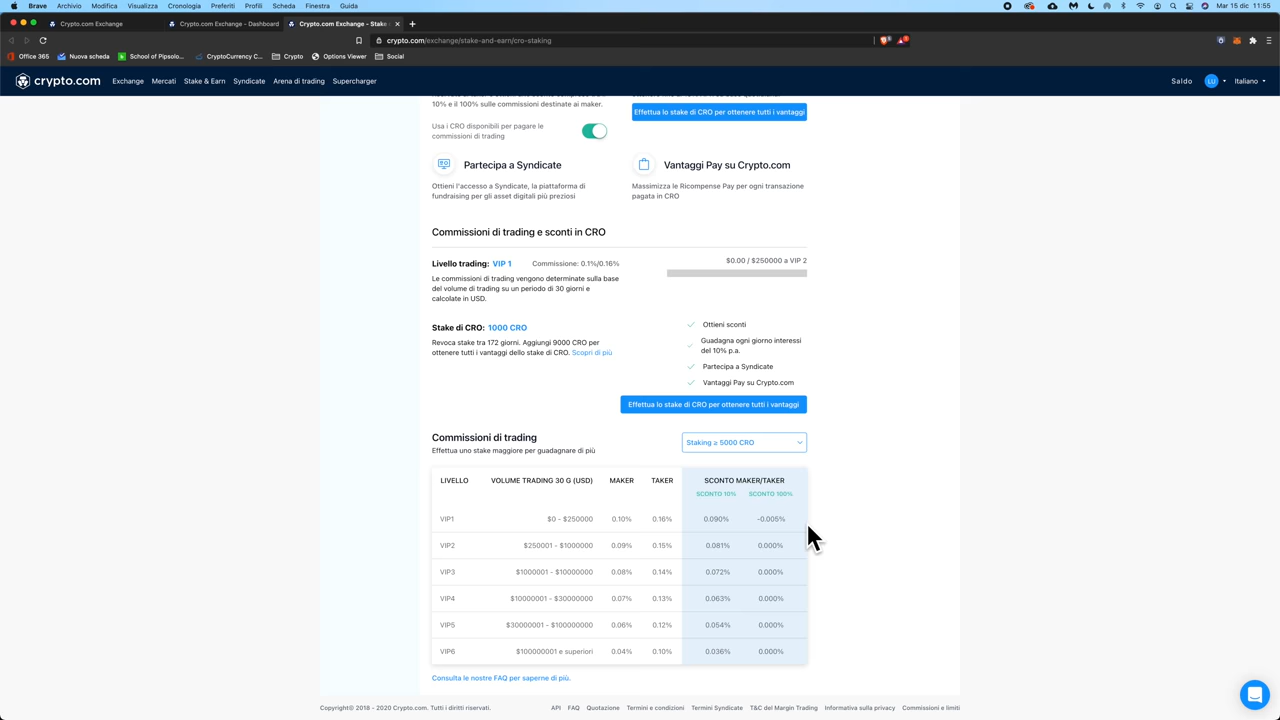 Brave Archivio Modifica Visualizza Cronologia Preferiti Profili Scheda Finestra Guida
Mar 15 dic 11:55
Crypto.com Exchange
Crypto.com Exchange - Dashboard
Crypto.com Exchange - Stake
crypto.com/exchange/stake-and-earn/cro-staking
Office 365 Nuova scheda School of Pipsolo... CryptoCurrency C... Crypto Options Viewer Social
crypto.com Exchange Mercati Stake & Earn Syndicate Arena di trading Supercharger Saldo LU Italiano
10% e il 100% sulle commissioni destinate ai maker.
Effettua lo stake di CRO per ottenere tutti i vantaggi
Usa i CRO disponibili per pagare le
commissioni di trading
Partecipa a Syndicate
Ottieni l'accesso a Syndicate, la piattaforma di
fundraising per gli asset digitali più preziosi
Vantaggi Pay su Crypto.com
Massimizza le Ricompense Pay per ogni transazione
pagata in CRO
Commissioni di trading e sconti in CRO
Livello trading: VIP 1 Commissione: 0.1%/0.16%
$0.00 / $250000 a VIP 2
Le commissioni di trading vengono determinate sulla base
del volume di trading su un periodo di 30 giorni e
calcolate in USD.
Stake di CRO: 1000 CRO
Revoca stake tra 172 giorni. Aggiungi 9000 CRO per
ottenere tutti i vantaggi dello stake di CRO. Scopri di più
Ottieni sconti
Guadagna ogni giorno interessi
del 10% p.a.
Partecipa a Syndicate
Vantaggi Pay su Crypto.com
Effettua lo stake di CRO per ottenere tutti i vantaggi
Commissioni di trading
Effettua uno stake maggiore per guadagnare di più
Staking ≥ 5000 CRO
LIVELLO VOLUME TRADING 30 G (USD) MAKER TAKER SCONTO MAKER/TAKER
SCONTO 10% SCONTO 100%
VIP1 $0 - $250000 0.10% 0.16% 0.090% -0.005%
VIP2 $250001 - $1000000 0.09% 0.15% 0.081% 0.000%
VIP3 $1000001 - $10000000 0.08% 0.14% 0.072% 0.000%
VIP4 $10000001 - $30000000 0.07% 0.13% 0.063% 0.000%
VIP5 $30000001 - $100000000 0.06% 0.12% 0.054% 0.000%
VIP6 $100000001 e superiori 0.04% 0.10% 0.036% 0.000%
Consulta le nostre FAQ per saperne di più.
Copyright© 2018 - 2020 Crypto.com. Tutti i diritti riservati.
API FAQ Quotazione Termini e condizioni Termini Syndicate T&C del Margin Trading Informativa sulla privacy Commissioni e limiti